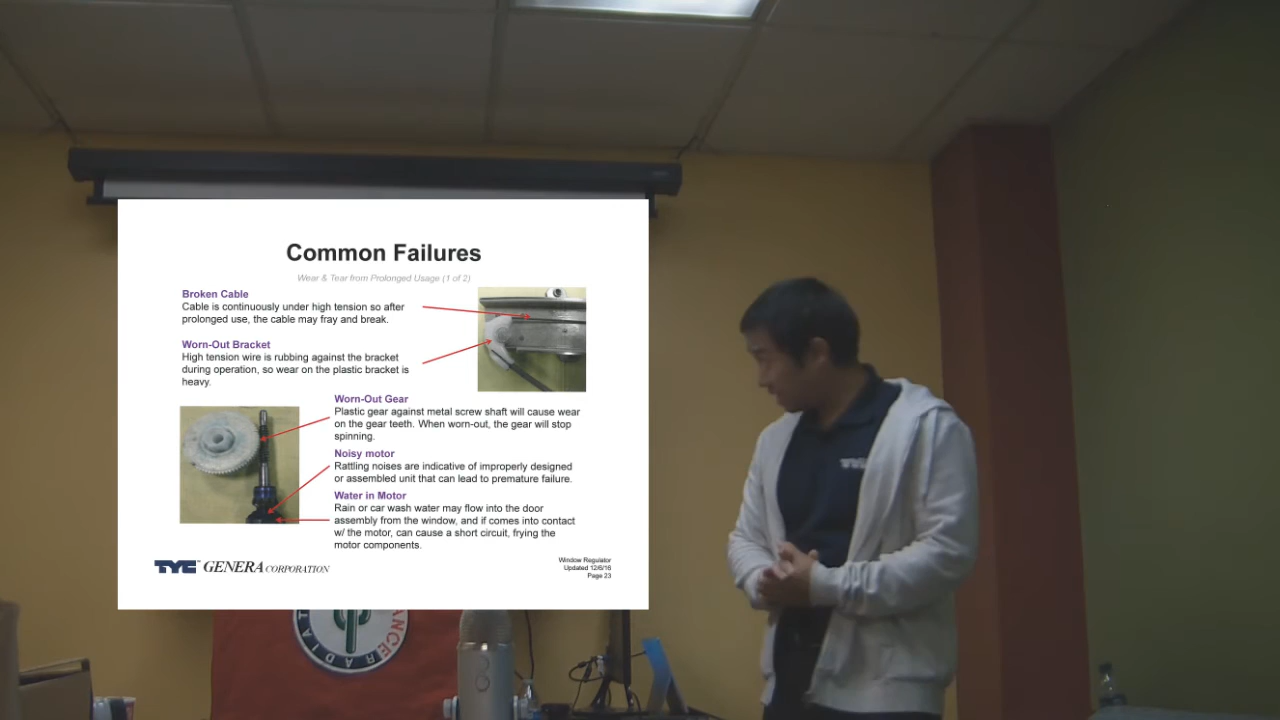 Common Failures
Wear & Tear from Prolonged Usage (1 of 2)
Broken Cable
Cable is continuously under high tension so after
prolonged use, the cable may fray and break.
Worn-Out Bracket
High tension wire is rubbing against the bracket
during operation, so wear on the plastic bracket is
heavy.
Worn-Out Gear
Plastic gear against metal screw shaft will cause wear
on the gear teeth. When worn-out, the gear will stop
spinning.
Noisy motor
Rattling noises are indicative of improperly designed
or assembled unit that can lead to premature failure.
Water in Motor
Rain or car wash water may flow into the door
assembly from the window, and if comes into contact
w/ the motor, can cause a short circuit, frying the
motor components.
TYC GENERA CORPORATION
Window Regulator
Updated 12/6/16
Page 23